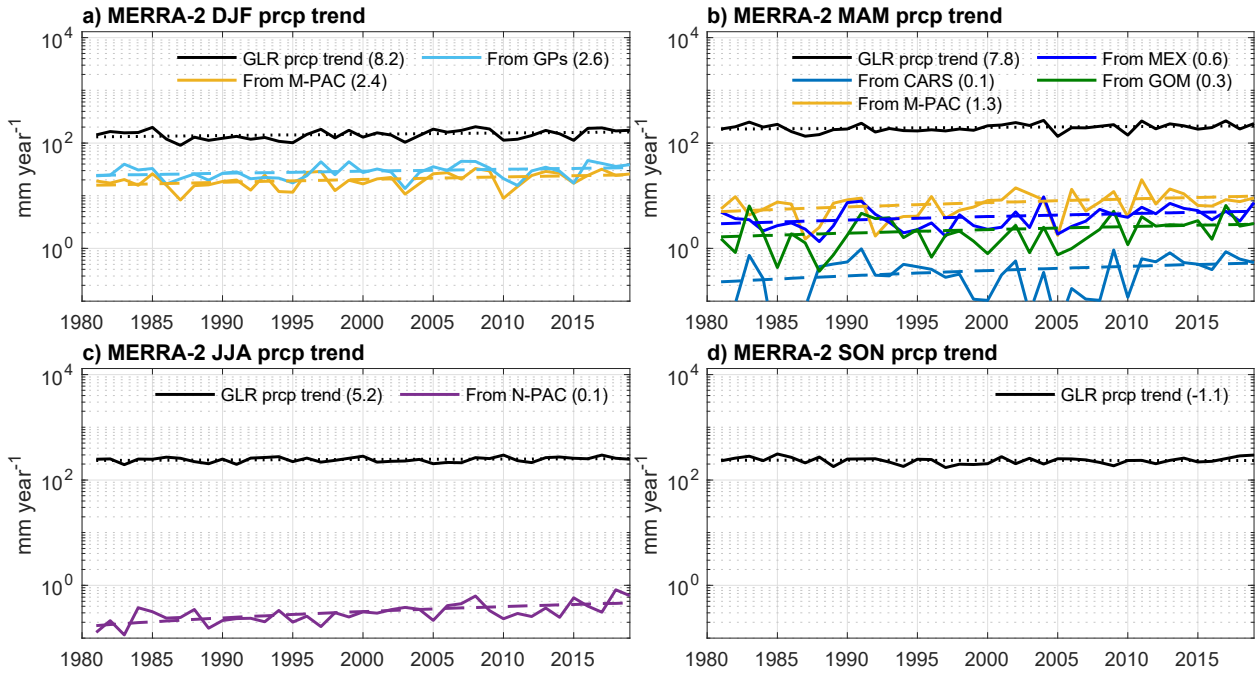 a) MERRA-2 DJF prcp trend
10^4
10^2
10^0
mm year^-1
GLR prcp trend (8.2)
From M-PAC (2.4)
From GPs (2.6)
1980 1985 1990 1995 2000 2005 2010 2015
b) MERRA-2 MAM prcp trend
10^4
10^2
10^0
mm year^-1
GLR prcp trend (7.8)
From CARS (0.1)
From M-PAC (1.3)
From MEX (0.6)
From GOM (0.3)
1980 1985 1990 1995 2000 2005 2010 2015
c) MERRA-2 JJA prcp trend
10^4
10^2
10^0
mm year^-1
GLR prcp trend (5.2)
From N-PAC (0.1)
1980 1985 1990 1995 2000 2005 2010 2015
d) MERRA-2 SON prcp trend
10^4
10^2
10^0
mm year^-1
GLR prcp trend (-1.1)
1980 1985 1990 1995 2000 2005 2010 2015